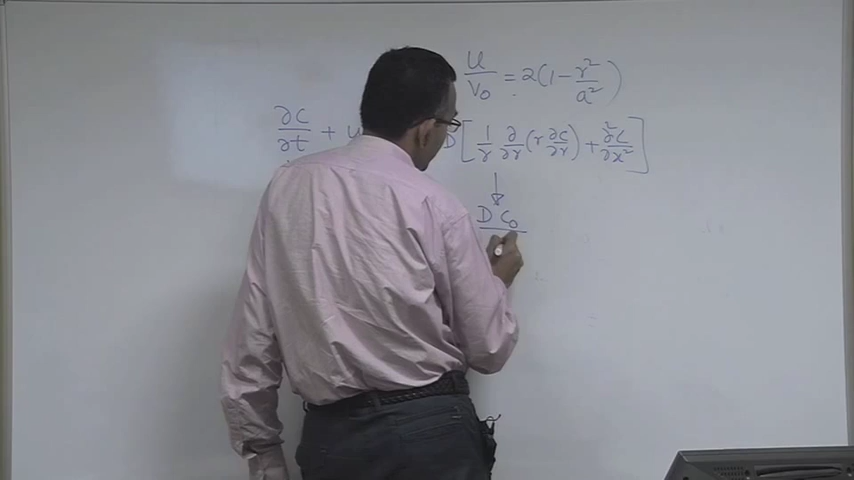 u/V₀ = 2(1 − r²/a²)
∂C/∂t + u D[1/r ∂/∂r (r ∂C/∂r) + ∂²C/∂x²]
↓
D C₀